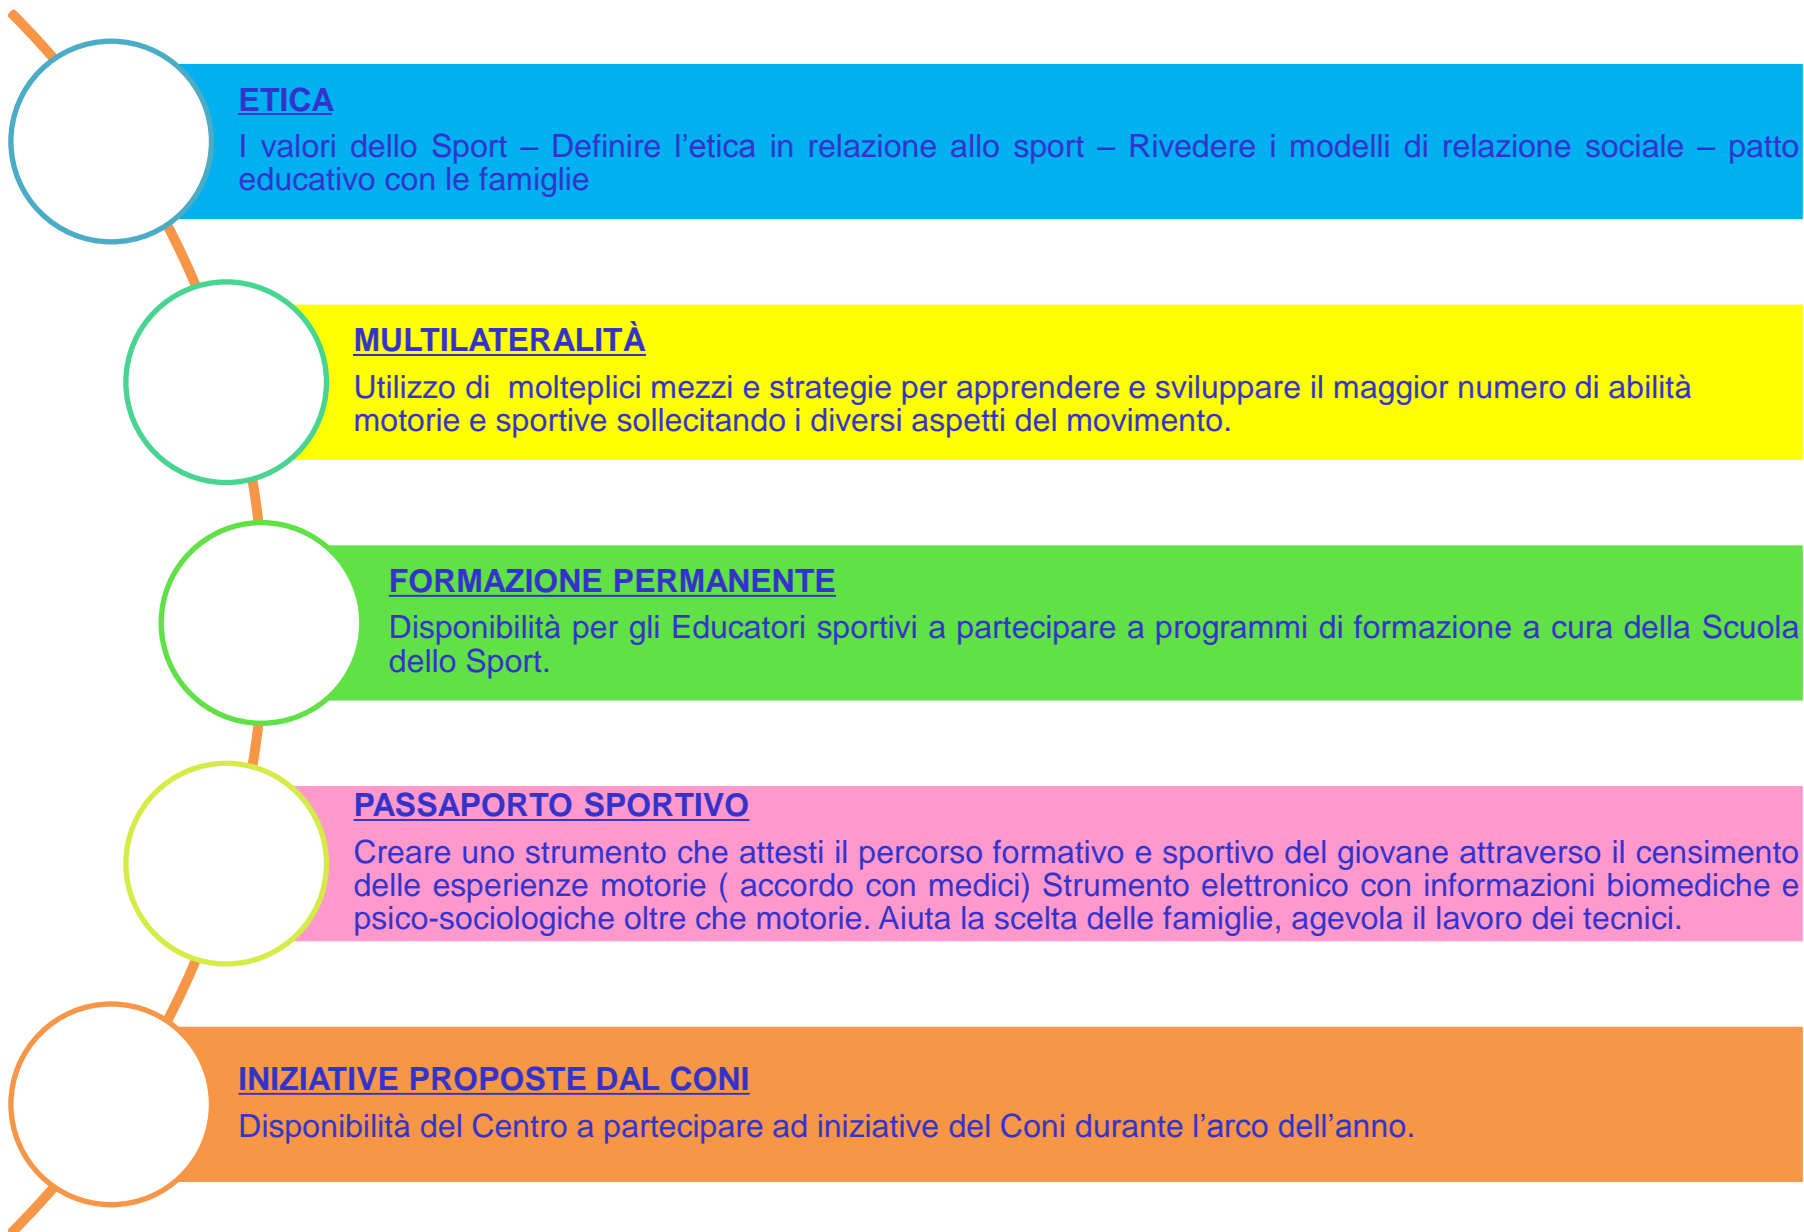 ETICA
I valori dello Sport – Definire l’etica in relazione allo sport – Rivedere i modelli di relazione sociale – patto
educativo con le famiglie
MULTILATERALITÀ
Utilizzo di  molteplici mezzi e strategie per apprendere e sviluppare il maggior numero di abilità
motorie e sportive sollecitando i diversi aspetti del movimento.
FORMAZIONE PERMANENTE
Disponibilità per gli Educatori sportivi a partecipare a programmi di formazione a cura della Scuola
dello Sport.
PASSAPORTO SPORTIVO
Creare uno strumento che attesti il percorso formativo e sportivo del giovane attraverso il censimento
delle esperienze motorie ( accordo con medici) Strumento elettronico con informazioni biomediche e
psico-sociologiche oltre che motorie. Aiuta la scelta delle famiglie, agevola il lavoro dei tecnici.
INIZIATIVE PROPOSTE DAL CONI
Disponibilità del Centro a partecipare ad iniziative del Coni durante l’arco dell’anno.